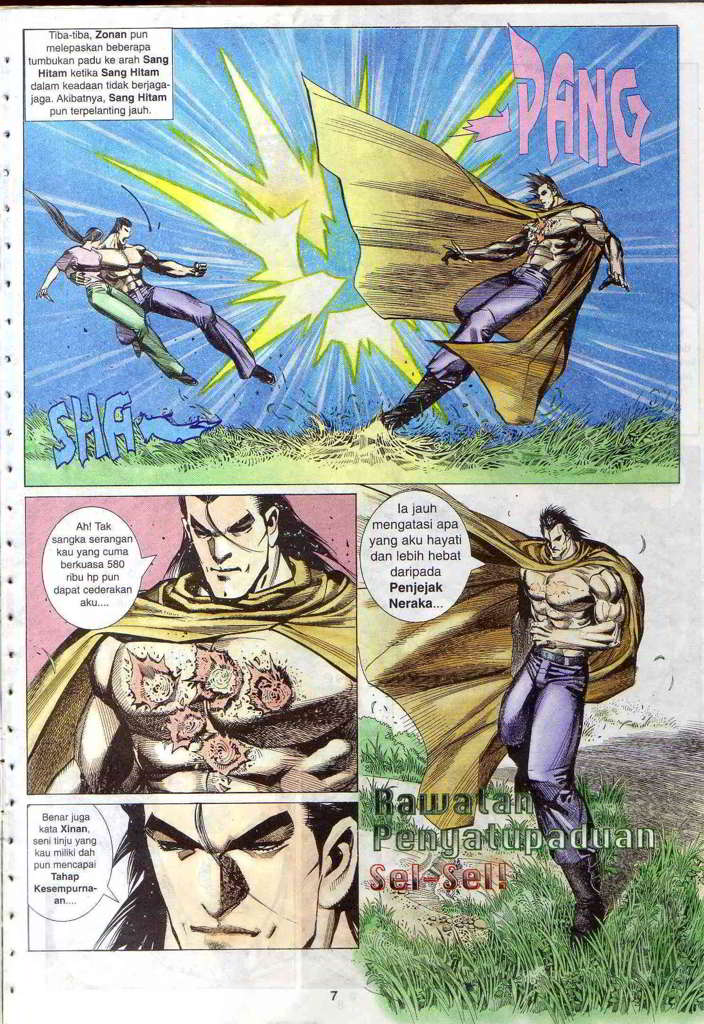 Tiba-tiba, Zonan pun
melepaskan beberapa
tumbukan padu ke arah Sang
Hitam ketika Sang Hitam
dalam keadaan tidak berjaga-
jaga. Akibatnya, Sang Hitam
pun terpelanting jauh.
PANG
SHA
Ah! Tak
sangka serangan
kau yang cuma
berkuasa 580
ribu hp pun
dapat cederakan
aku....
Ia jauh
mengatasi apa
yang aku hayati
dan lebih hebat
daripada
Penjejak
Neraka...
Benar juga
kata Xinan,
seni tinju yang
kau miliki dah
pun mencapai
Tahap
Kesempurna-
an....
Rawatan
Penyatupaduan
Sel-Sel!
7